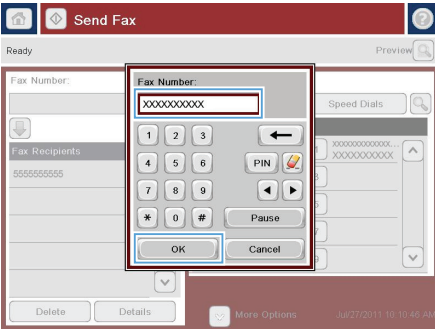 Send Fax
Ready
Preview
Fax Number:
Speed Dials
Fax Recipients
5555555555
XXXXXXXXXXXXX...
XXXXXXXXXX
Fax Number:
XXXXXXXXXX
1 2 3
4 5 6 PIN
7 8 9
* 0 # Pause
OK Cancel
Delete Details
More Options
Jul/27/2011 10:10:46 AM